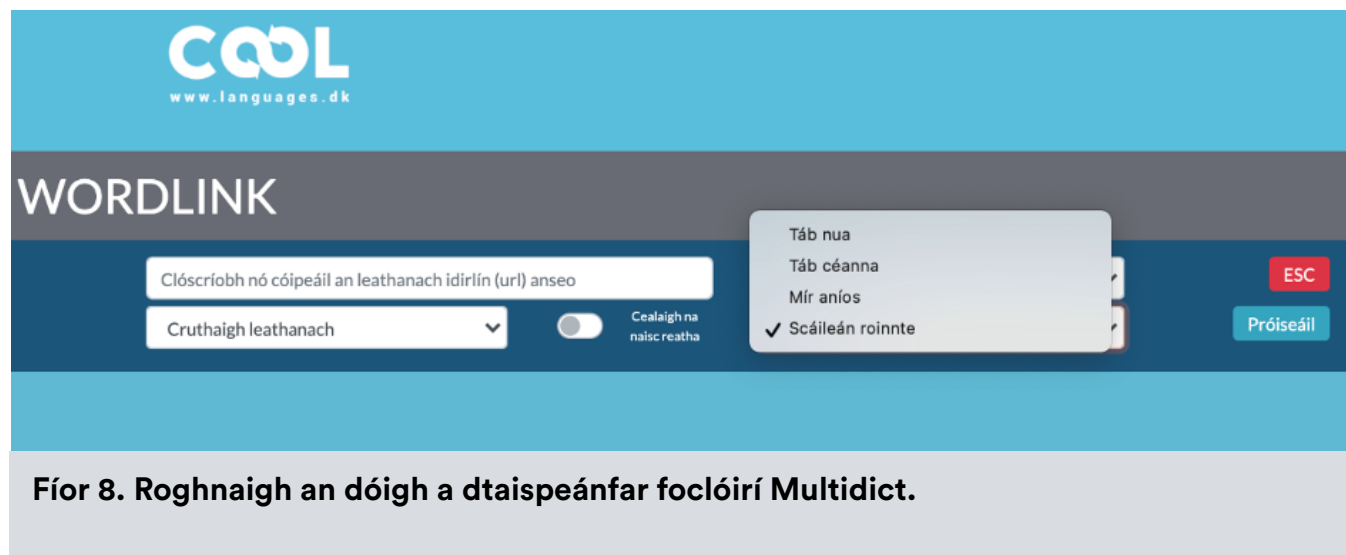 COOL
www.languages.dk
WORDLINK
Táb nua
Táb céanna
Mír aníos
✓ Scáileán roinnte
Clóscríobh nó cóipeáil an leathanach idirlín (url) anseo
ESC
Cruthaigh leathanach
Cealaigh na
naisc reatha
Próiseáil
Fíor 8. Roghnaigh an dóigh a dtaispeánfar foclóirí Multidict.